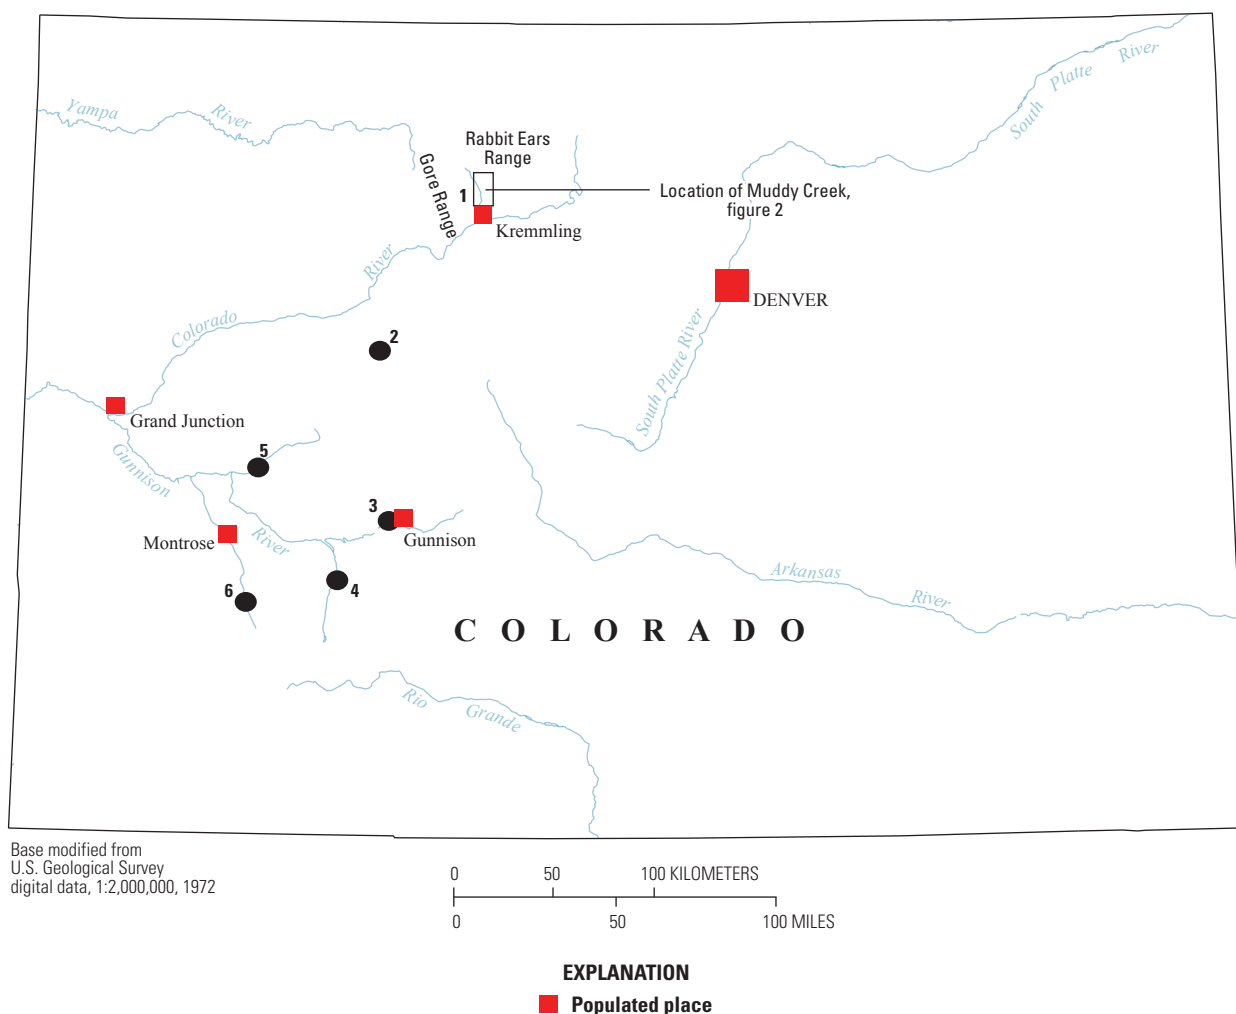 Yampa
River
South Platte River
Rabbit Ears
Range
Gore Range
1
Location of Muddy Creek,
figure 2
Kremmling
River
Colorado
DENVER
2
South Platte River
Grand Junction
Gunnison
5
3
Gunnison
Montrose
River
4
6
Arkansas
River
COLORADO
Rio Grande
Base modified from
U.S. Geological Survey
digital data, 1:2,000,000, 1972
0 50 100 KILOMETERS
0 50 100 MILES
EXPLANATION
Populated place